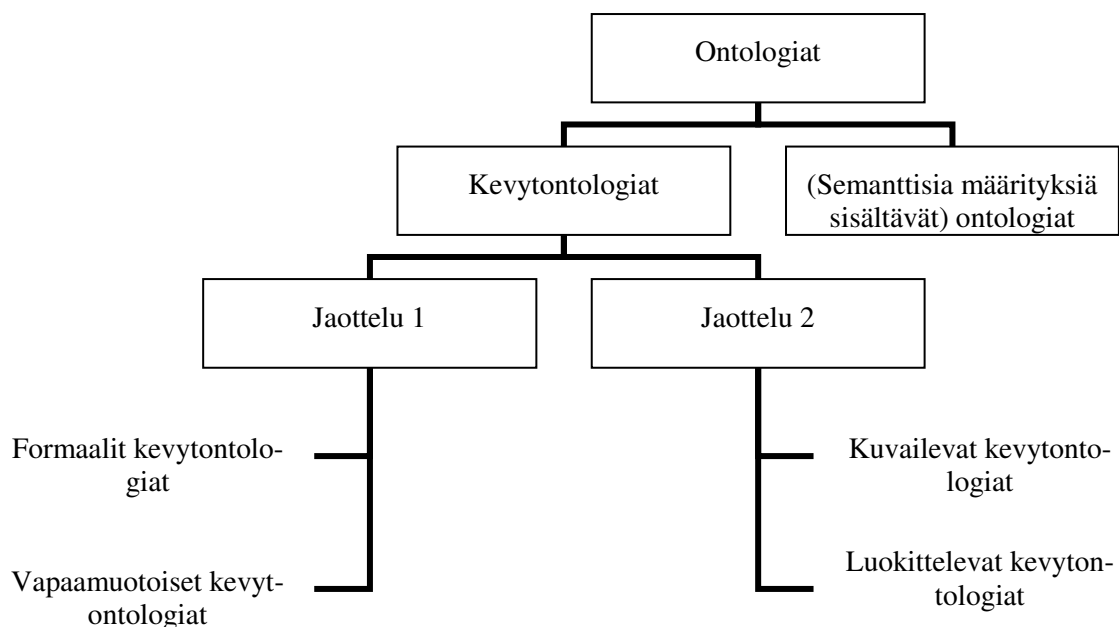 Ontologiat
Kevytontologiat
(Semanttisia määrityksiä
sisältävät) ontologiat
Jaottelu 1
Jaottelu 2
Formaalit kevytontolo-
giat
Kuvailevat kevytonto-
logiat
Vapaamuotoiset kevyt-
ontologiat
Luokittelevat kevyton-
tologiat